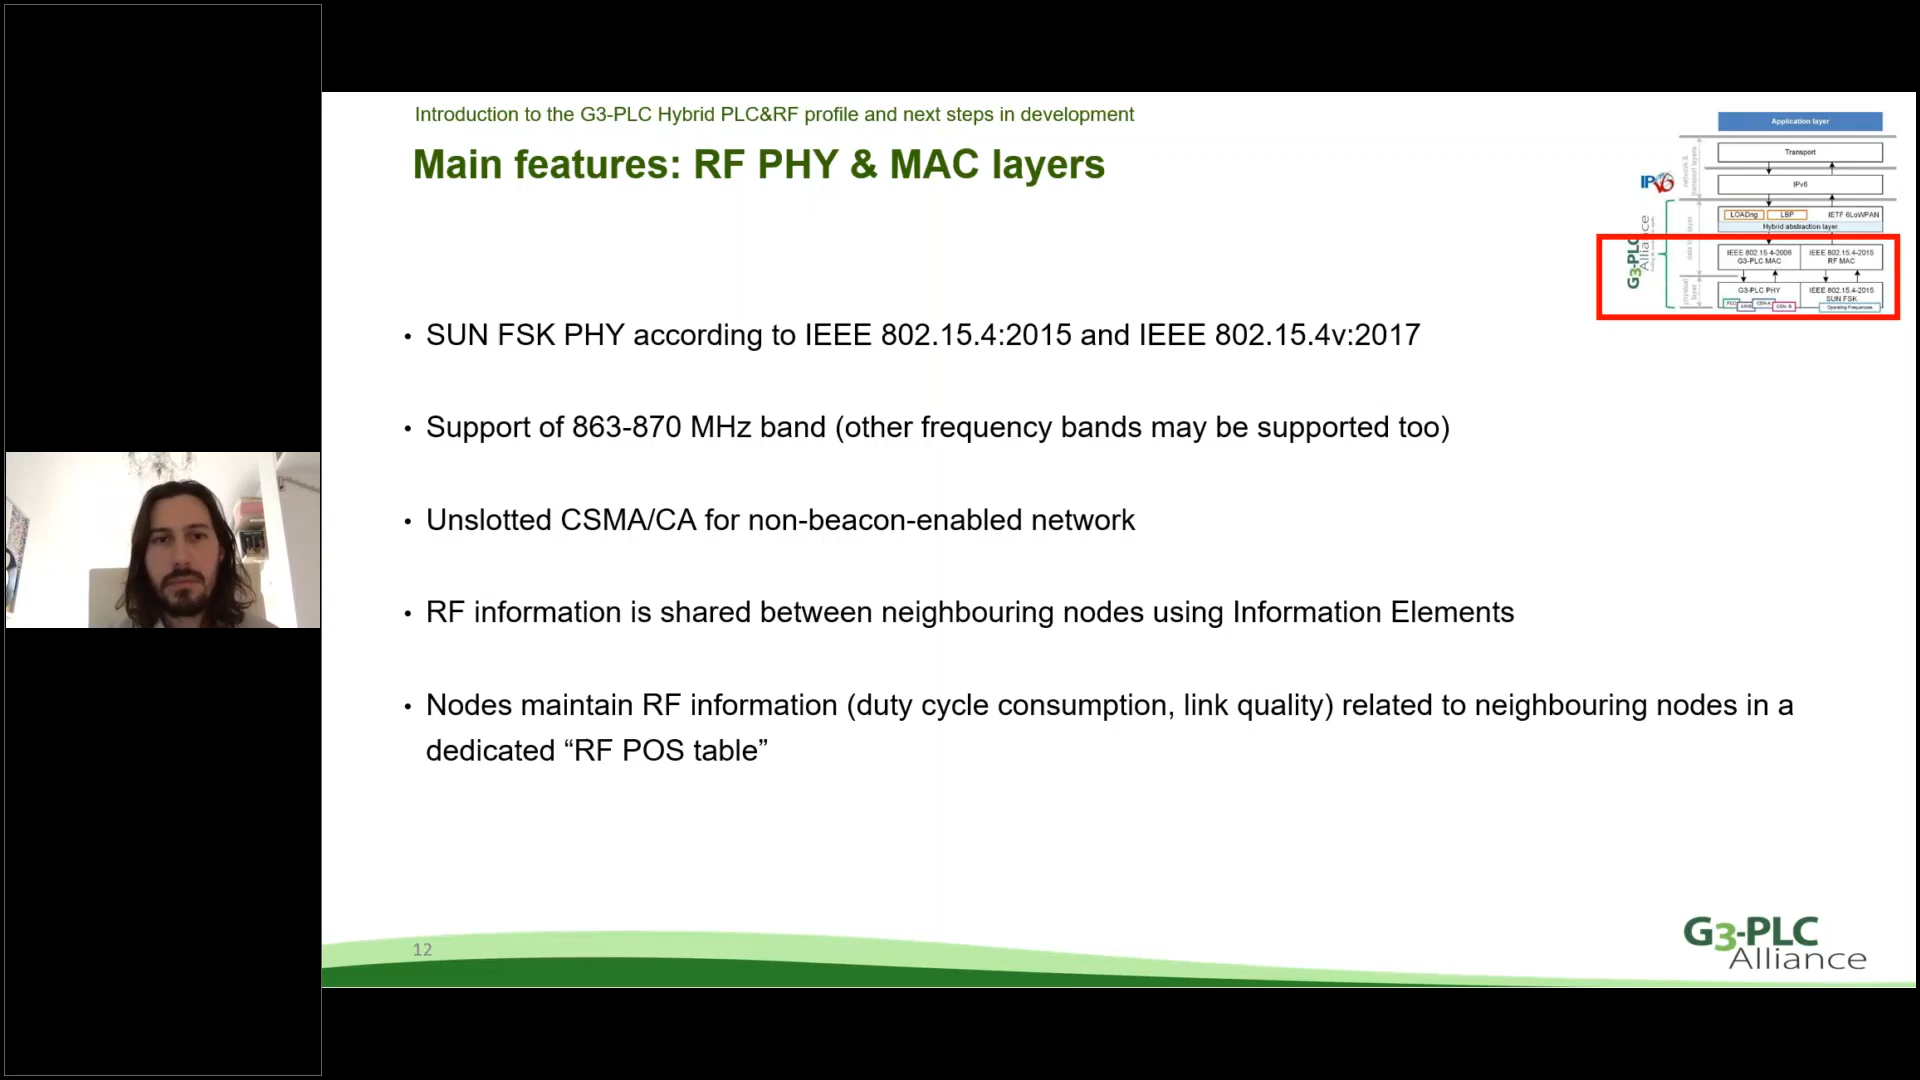 Introduction to the G3-PLC Hybrid PLC&RF profile and next steps in development
Main features: RF PHY & MAC layers
Application layer
Transport
IPv6
IPv6
LOADng LBP IETF 6LoWPAN
Hybrid abstraction layer
G3-PLC
Alliance
IEEE 802.15.4-2006
G3-PLC MAC
IEEE 802.15.4-2015
RF MAC
G3-PLC PHY
IEEE 802.15.4-2015
SUN FSK
Operating Frequencies
• SUN FSK PHY according to IEEE 802.15.4:2015 and IEEE 802.15.4v:2017
• Support of 863-870 MHz band (other frequency bands may be supported too)
• Unslotted CSMA/CA for non-beacon-enabled network
• RF information is shared between neighbouring nodes using Information Elements
• Nodes maintain RF information (duty cycle consumption, link quality) related to neighbouring nodes in a
dedicated “RF POS table”
12
G3-PLC
Alliance